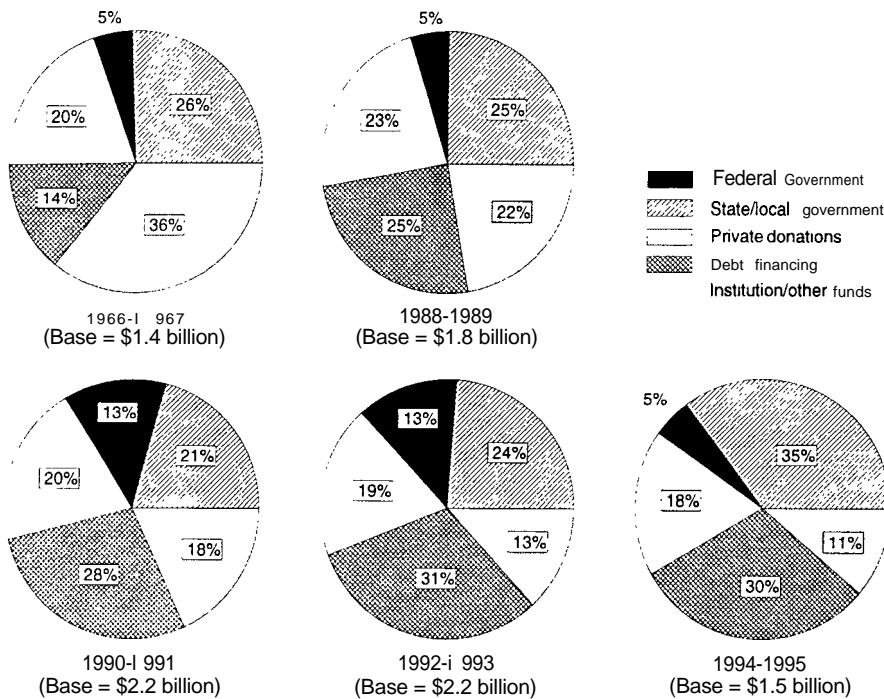 5%
26%
20%
14%
36%
1966-I 967
(Base = $1.4 billion)
5%
25%
23%
25%
22%
1988-1989
(Base = $1.8 billion)
Federal Government
State/local government
Private donations
Debt financing
Institution/other funds
13%
21%
20%
18%
28%
1990-I 991
(Base = $2.2 billion)
13%
24%
19%
13%
31%
1992-i 993
(Base = $2.2 billion)
5%
35%
18%
11%
30%
1994-1995
(Base = $1.5 billion)